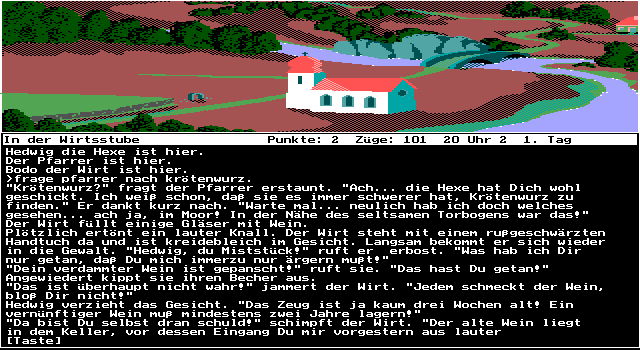 In der Wirtsstube Punkte: 2 Züge: 101 20 Uhr 2 1. Tag
Hedwig die Hexe ist hier.
Der Pfarrer ist hier.
Bodo der Wirt ist hier.
>frage pfarrer nach krötenwurz.
"Krötenwurz?" fragt der Pfarrer erstaunt. "Ach... die Hexe hat Dich wohl
geschickt. Ich weiß schon, daß sie es immer schwerer hat, Krötenwurz zu
finden." Er dankt kurz nach. "Warte mal... neulich hab ich doch welches
gesehen... ach ja, im Moor! In der Nähe des seltsamen Torbogens war das!"
Der Wirt füllt einige Gläser mit Wein.
Plötzlich ertönt ein lauter Knall. Der Wirt steht mit einem rußgeschwärzten
Handtuch da und ist kreidebleich im Gesicht. Langsam bekommt er sich wieder
in die Gewalt. "Hedwig, du Miststück!" ruft er  erbost. "Was hab ich Dir
nur getan, daß Du mich immerzu nur ärgern mußt!"
"Dein verdammter Wein ist gepanscht!" ruft sie. "Das hast Du getan!"
Angewiedert kippt sie ihren Becher aus.
"Das ist überhaupt nicht wahr!" jammert der Wirt. "Jedem schmeckt der Wein,
bloß Dir nicht!"
Hedwig verzieht das Gesicht. "Das Zeug ist ja kaum drei Wochen alt! Ein
vernünftiger Wein muß mindestens zwei Jahre lagern!"
"Da bist Du selbst dran schuld!" schimpft der Wirt. "Der alte Wein liegt
in dem Keller, vor dessen Eingang Du mir vorgestern aus lauter
[Taste]